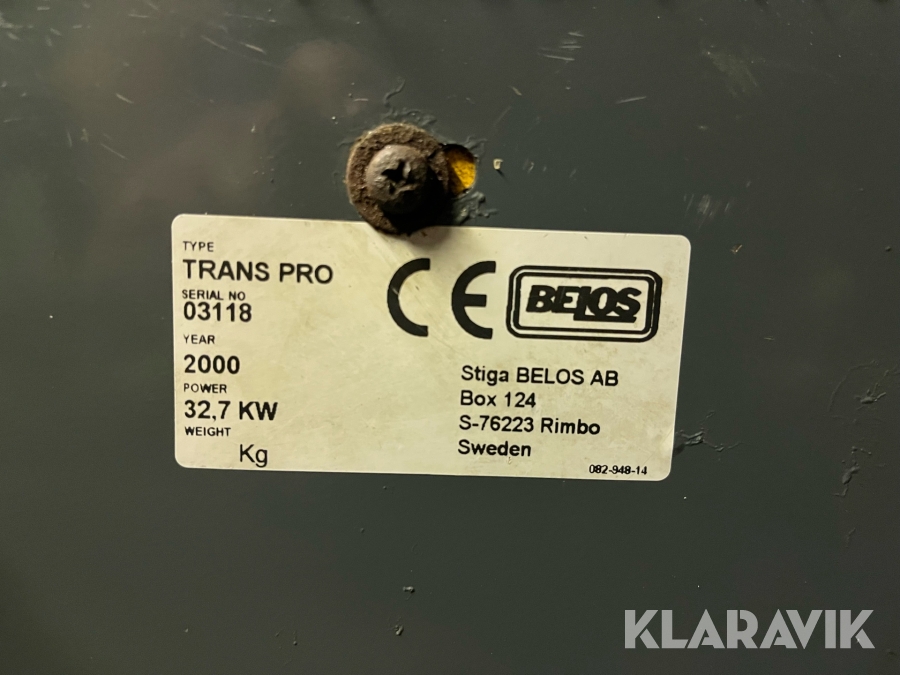 TYPE
TRANS PRO
SERIAL NO
03118
YEAR
2000
POWER
32,7 KW
WEIGHT
Kg
CE
BELOS
Stiga BELOS AB
Box 124
S-76223 Rimbo
Sweden
082-948-14
KLARAVIK